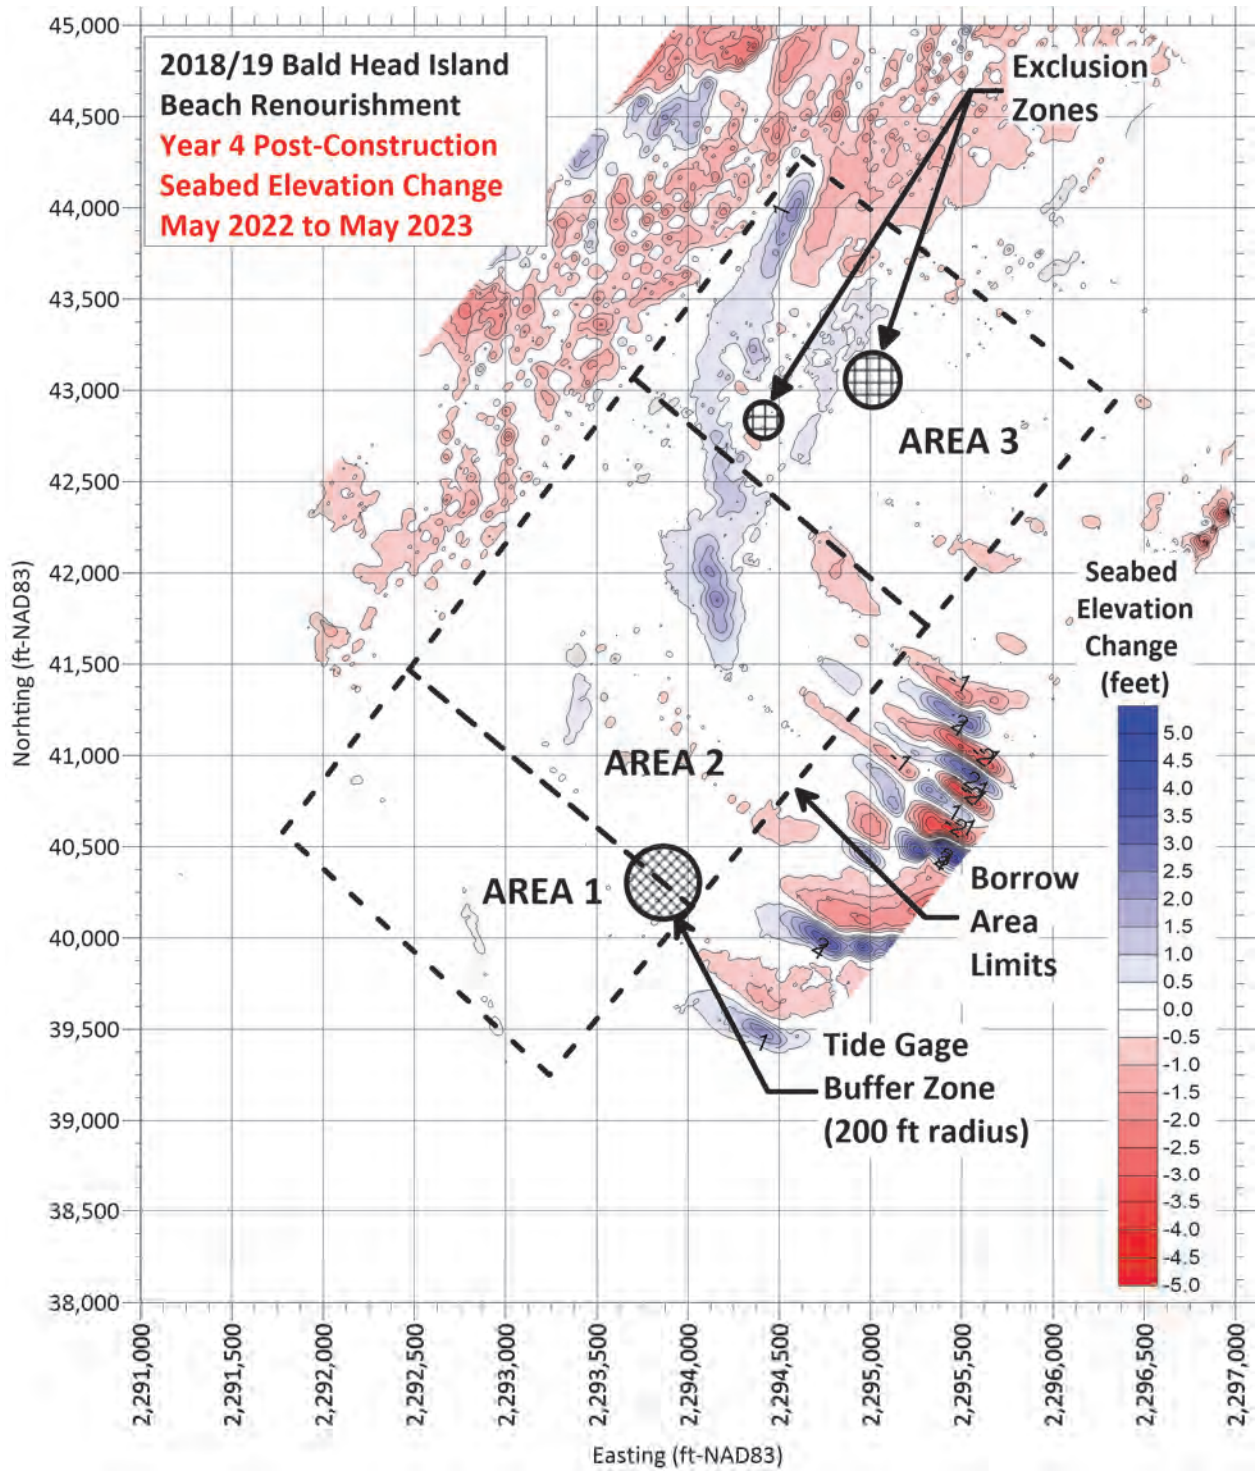 2018/19 Bald Head Island
Beach Renourishment
Year 4 Post-Construction
Seabed Elevation Change
May 2022 to May 2023
Exclusion
Zones
AREA 3
AREA 2
AREA 1
Borrow
Area
Limits
Tide Gage
Buffer Zone
(200 ft radius)
Seabed
Elevation
Change
(feet)
5.0
4.5
4.0
3.5
3.0
2.5
2.0
1.5
1.0
0.5
0.0
-0.5
-1.0
-1.5
-2.0
-2.5
-3.0
-3.5
-4.0
-4.5
-5.0
Norhting (ft-NAD83)
45,000
44,500
44,000
43,500
43,000
42,500
42,000
41,500
41,000
40,500
40,000
39,500
39,000
38,500
38,000
2,291,000
2,291,500
2,292,000
2,292,500
2,293,000
2,293,500
2,294,000
2,294,500
2,295,000
2,295,500
2,296,000
2,296,500
2,297,000
Easting (ft-NAD83)
1
-1
-1
1